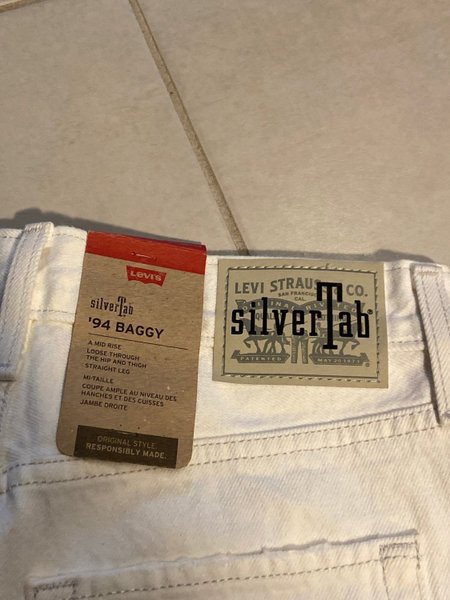 Levi's
silverTab
'94 BAGGY
A MID RISE
LOOSE THROUGH
THE HIP AND THIGH
STRAIGHT LEG
MI-TAILLE
COUPE AMPLE AU NIVEAU DES
HANCHES ET DES CUISSES
JAMBE DROITE
ORIGINAL STYLE.
RESPONSIBLY MADE.
LEVI STRAUSS & CO.
SAN FRANCISCO
CAL.
silverTab®
PATENTED